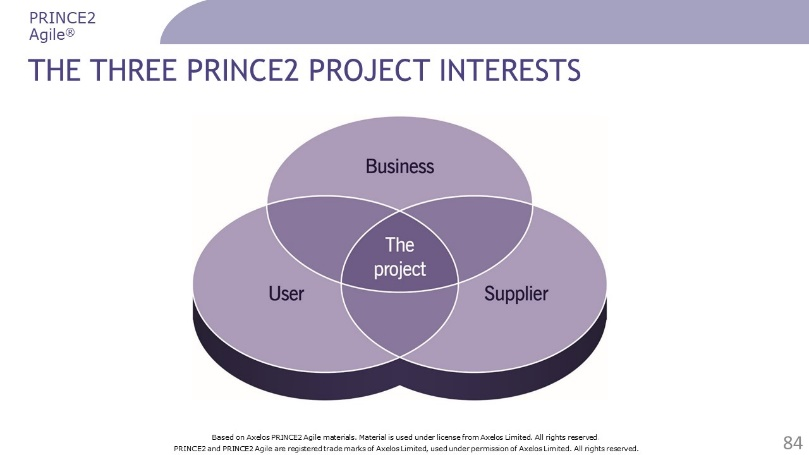 PRINCE2
Agile®
THE THREE PRINCE2 PROJECT INTERESTS
Business
The
project
User
Supplier
Based on Axelos PRINCE2 Agile materials. Material is used under license from Axelos Limited. All rights reserved
PRINCE2 and PRINCE2 Agile are registered trade marks of Axelos Limited, used under permission of Axelos Limited. All rights reserved.
84